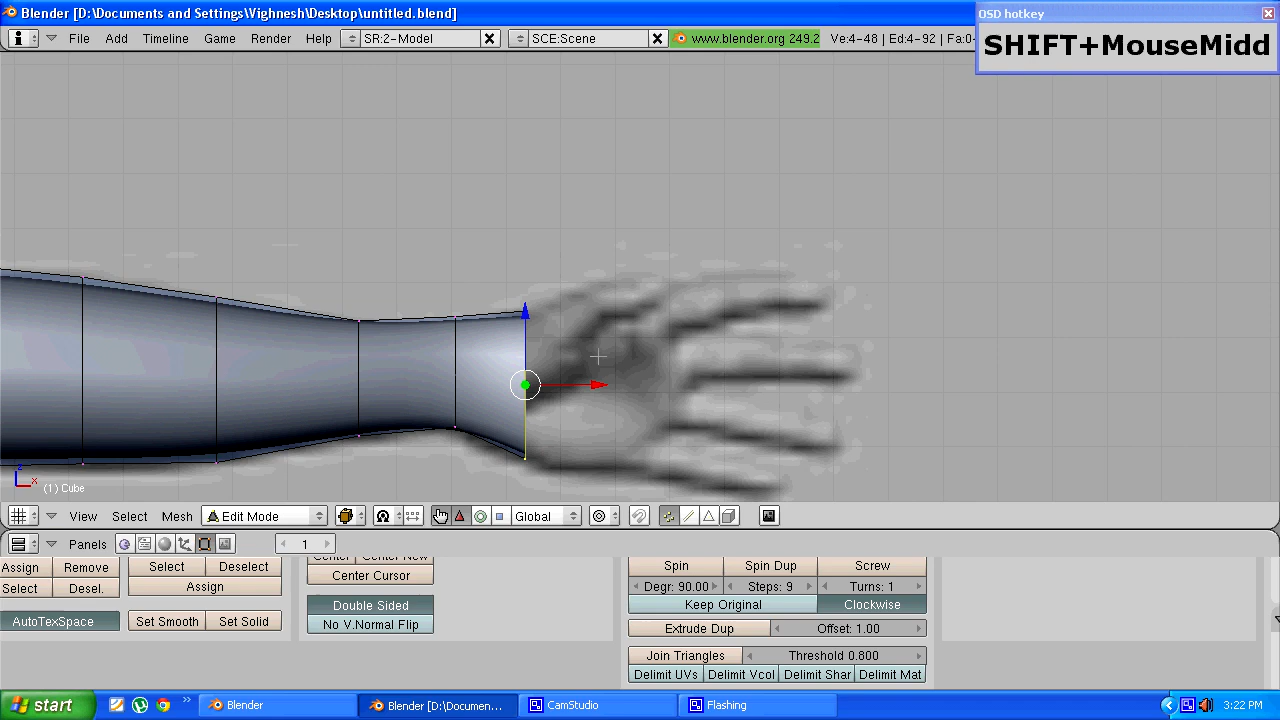 Blender [D:\Documents and Settings\Vighnesh\Desktop\untitled.blend]
OSD hotkey
SHIFT+MouseMidd
File Add Timeline Game Render Help SR:2-Model SCE:Scene www.blender.org 249.2 Ve:4-48 | Ed:4-92 | Fa:0-
z
x
(1) Cube
View Select Mesh Edit Mode Global
Panels 1
Assign Remove Select Deselect Center Center New Spin Spin Dup Screw
Select Desel. Assign Center Cursor Degr: 90.00 Steps: 9 Turns: 1
AutoTexSpace Set Smooth Set Solid Double Sided Keep Original Clockwise
No V.Normal Flip Extrude Dup Offset: 1.00
Join Triangles Threshold 0.800
Delimit UVs Delimit Vcol Delimit Shar Delimit Mat
start Blender Blender [D:\Documen... CamStudio Flashing 3:22 PM